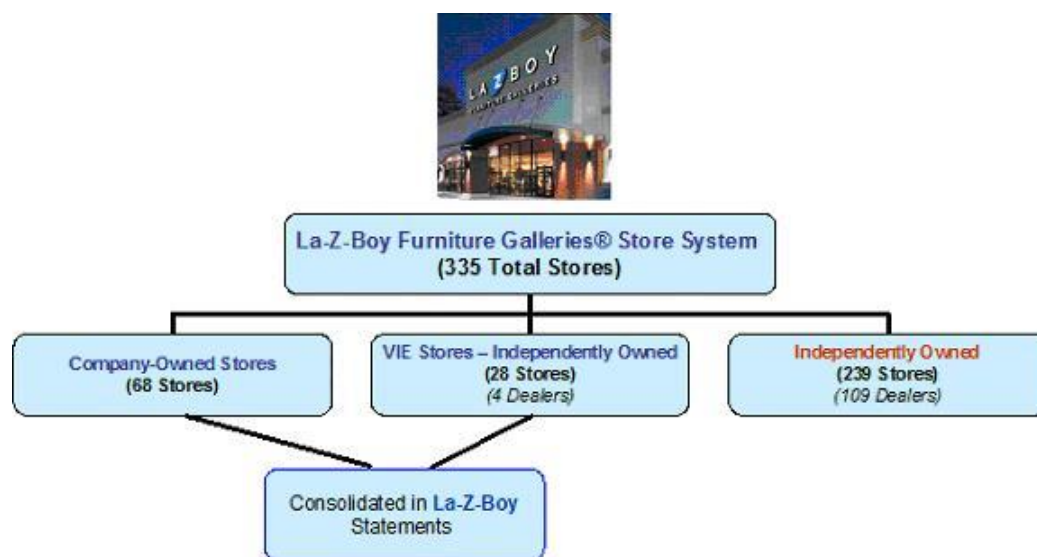 LA Z BOY
FURNITURE GALLERIES
La-Z-Boy Furniture Galleries® Store System
(335 Total Stores)
Company-Owned Stores
(68 Stores)
VIE Stores – Independently Owned
(28 Stores)
(4 Dealers)
Independently Owned
(239 Stores)
(109 Dealers)
Consolidated in La-Z-Boy
Statements